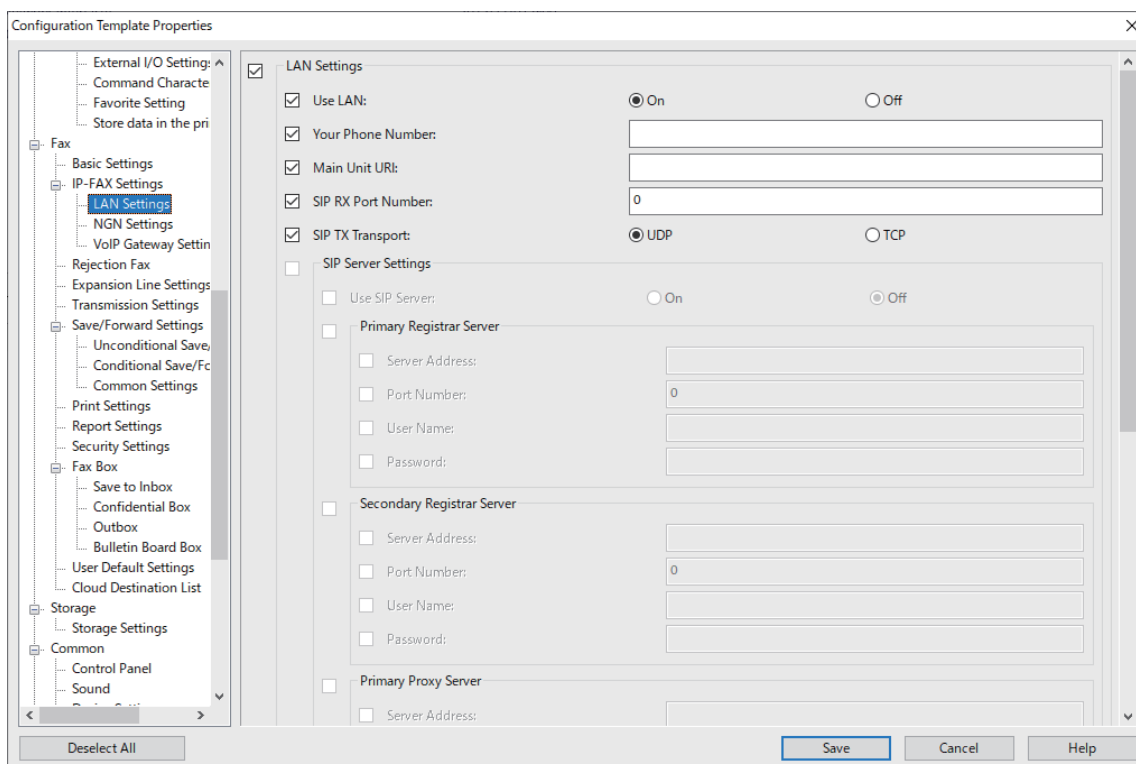 Configuration Template Properties
External I/O Settings
Command Characte
Favorite Setting
Store data in the pri
Fax
Basic Settings
IP-FAX Settings
LAN Settings
NGN Settings
VoIP Gateway Settin
Rejection Fax
Expansion Line Settings
Transmission Settings
Save/Forward Settings
Unconditional Save/
Conditional Save/Fo
Common Settings
Print Settings
Report Settings
Security Settings
Fax Box
Save to Inbox
Confidential Box
Outbox
Bulletin Board Box
User Default Settings
Cloud Destination List
Storage
Storage Settings
Common
Control Panel
Sound
LAN Settings
Use LAN: On Off
Your Phone Number:
Main Unit URI:
SIP RX Port Number: 0
SIP TX Transport: UDP TCP
SIP Server Settings
Use SIP Server: On Off
Primary Registrar Server
Server Address:
Port Number: 0
User Name:
Password:
Secondary Registrar Server
Server Address:
Port Number: 0
User Name:
Password:
Primary Proxy Server
Server Address:
Deselect All
Save Cancel Help